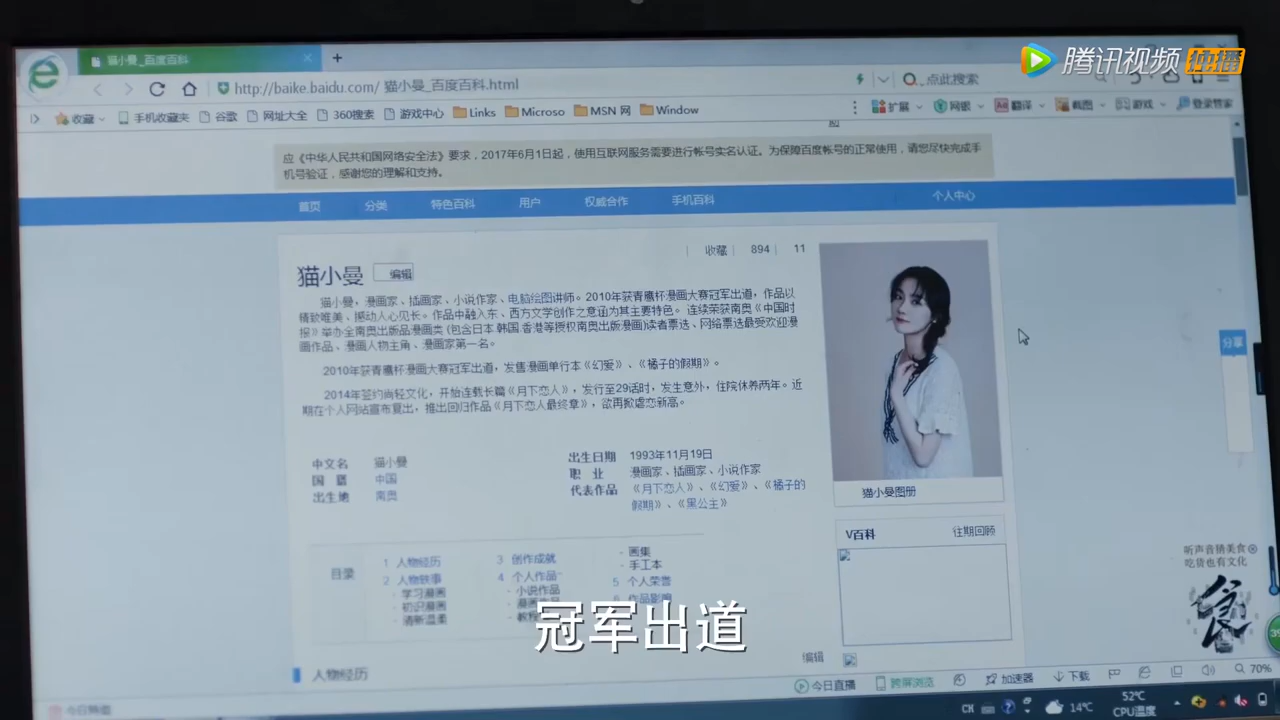 猫小曼_百度百科
腾讯视频 独播
http://baike.baidu.com/ 猫小曼_百度百科.html
点此搜索
收藏 手机收藏夹 谷歌 网址大全 360搜索 游戏中心 Links Microso MSN 网 Window
扩展 网银 翻译 截图 游戏 登录管家
应《中华人民共和国网络安全法》要求，2017年6月1日起，使用互联网服务需要进行帐号实名认证。为保障百度帐号的正常使用，请您尽快完成手
机号验证，感谢您的理解和支持。
首页 分类 特色百科 用户 权威合作 手机百科 个人中心
收藏 894 11
猫小曼 编辑
猫小曼，漫画家、插画家、小说作家、电脑绘图讲师。2010年获青鹰杯漫画大赛冠军出道，作品以
精致唯美、撼动人心见长。作品中融入东、西方文学创作之意涵为其主要特色。 连续荣获南奥《中国时
报》举办全南奥出版品漫画类 (包含日本 韩国 香港等授权南奥出版漫画)读者票选、网络票选最受欢迎漫
画作品、漫画人物主角、漫画家第一名。
2010年获青鹰杯漫画大赛冠军出道，发售漫画单行本《幻爱》、《橘子的假期》。
2014年签约尚轻文化，开始连载长篇《月下恋人》，发行至29话时，发生意外，住院休养两年。近
期在个人网站宣布复出，推出回归作品《月下恋人最终章》，欲再掀虐恋新高。
中文名 猫小曼
国 籍 中国
出生地 南奥
出生日期 1993年11月19日
职 业 漫画家、插画家、小说作家
代表作品 《月下恋人》、《幻爱》、《橘子的
假期》、《黑公主》
猫小曼图册
分享
V百科 往期回顾
目录
1 人物经历
2 人物轶事
- 学习漫画
- 初识漫画
- 清新温柔
3 创作成就
4 个人作品
- 小说作品
- 画集
- 手工本
5 个人荣誉
6 作品影响
冠军出道
听声音猜美食
吃货也有文化
食
编辑
人物经历
今日特卖
今日直播 跨屏浏览 加速器 下载 70%
CH 14℃ 52℃
CPU温度